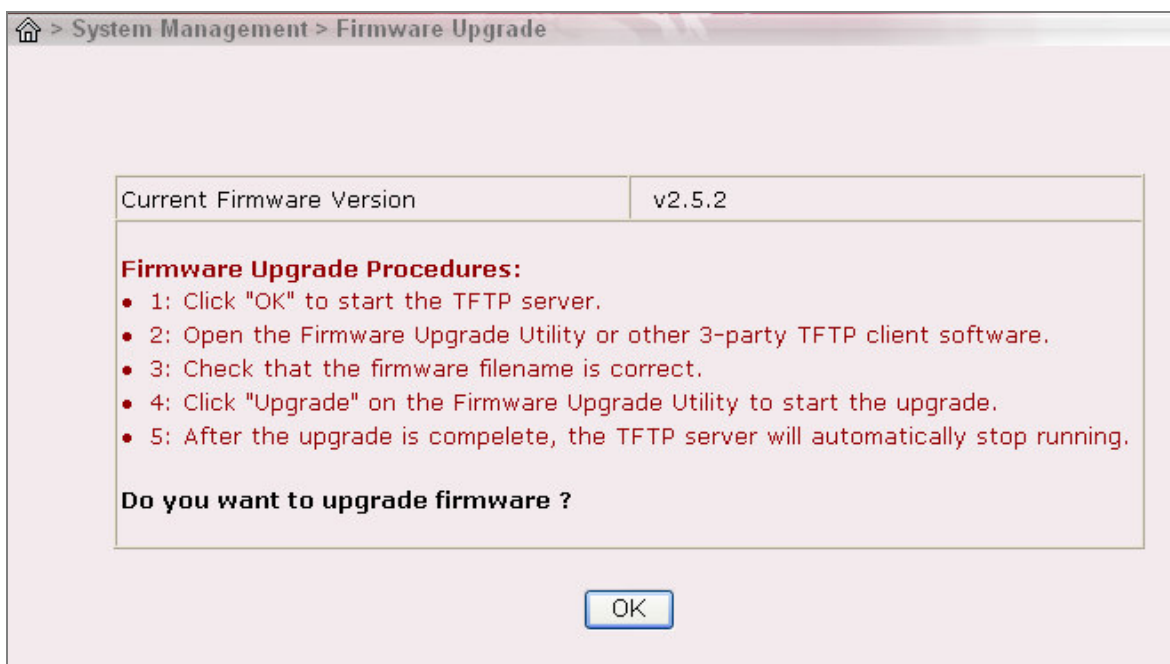 > System Management > Firmware Upgrade
Current Firmware Version v2.5.2
Firmware Upgrade Procedures:
• 1: Click "OK" to start the TFTP server.
• 2: Open the Firmware Upgrade Utility or other 3-party TFTP client software.
• 3: Check that the firmware filename is correct.
• 4: Click "Upgrade" on the Firmware Upgrade Utility to start the upgrade.
• 5: After the upgrade is compelete, the TFTP server will automatically stop running.
Do you want to upgrade firmware ?
OK